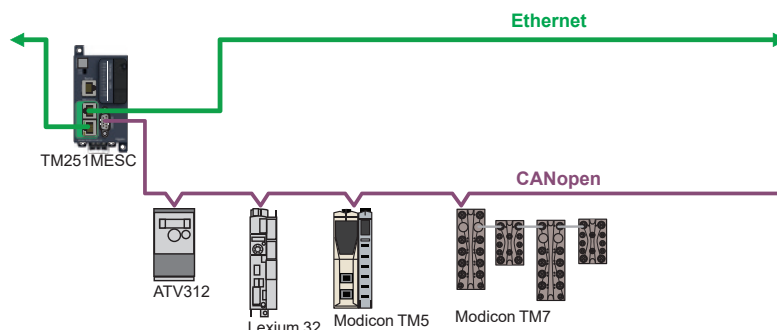 Ethernet
TM251MESC
CANopen
ATV312
Lexium 32
Modicon TM5
Modicon TM7